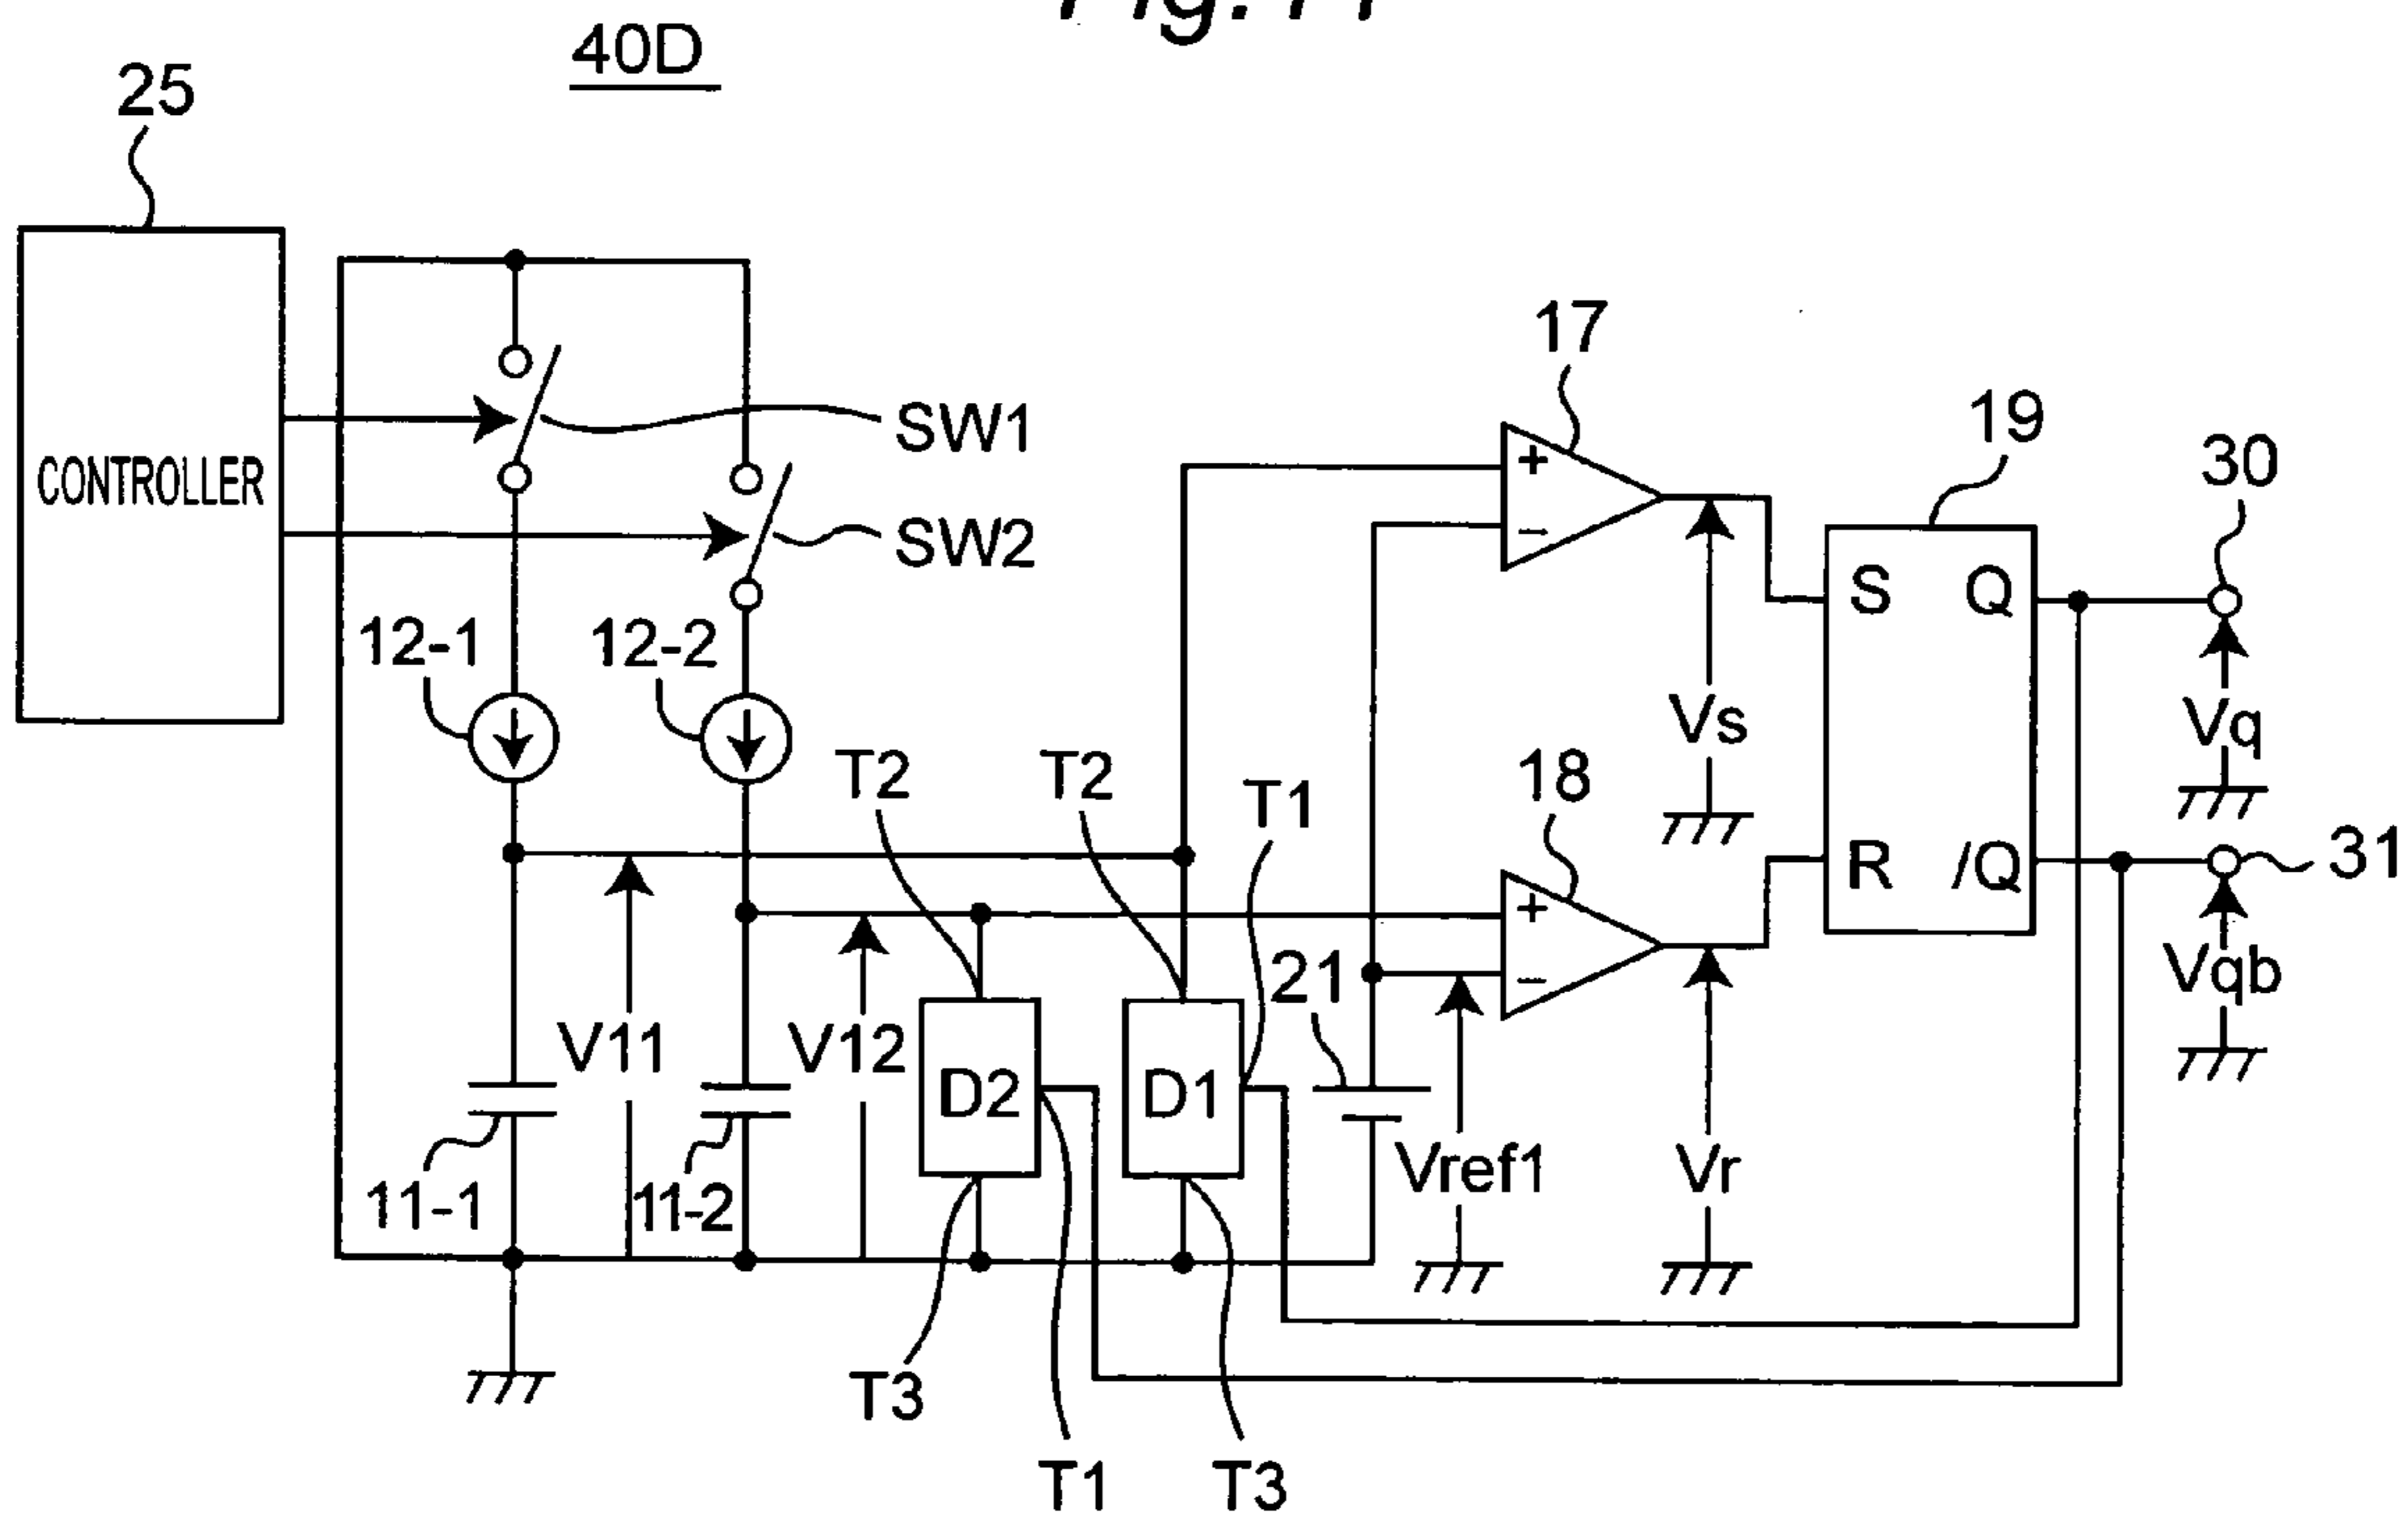 40D
25
CONTROLLER
SW1
SW2
12-1
12-2
17
19
30
S
Q
Vs
Vq
T2
T2
T1
18
R
/Q
31
21
Vqb
V11
V12
D2
D1
Vref1
Vr
11-1
11-2
T3
T1
T3
+
−
+
−